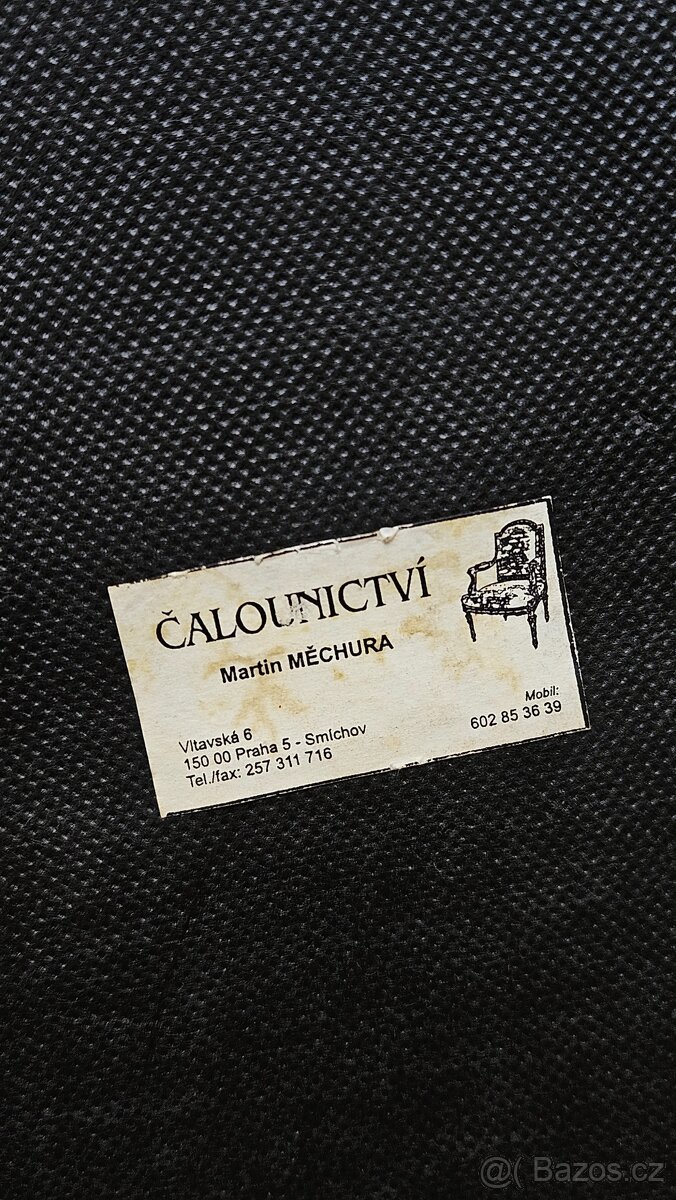 ČALOUNICTVÍ
Martin MĚCHURA
Vltavská 6
150 00 Praha 5 - Smíchov
Tel./fax: 257 311 716
Mobil:
602 85 36 39
@( Bazos.cz